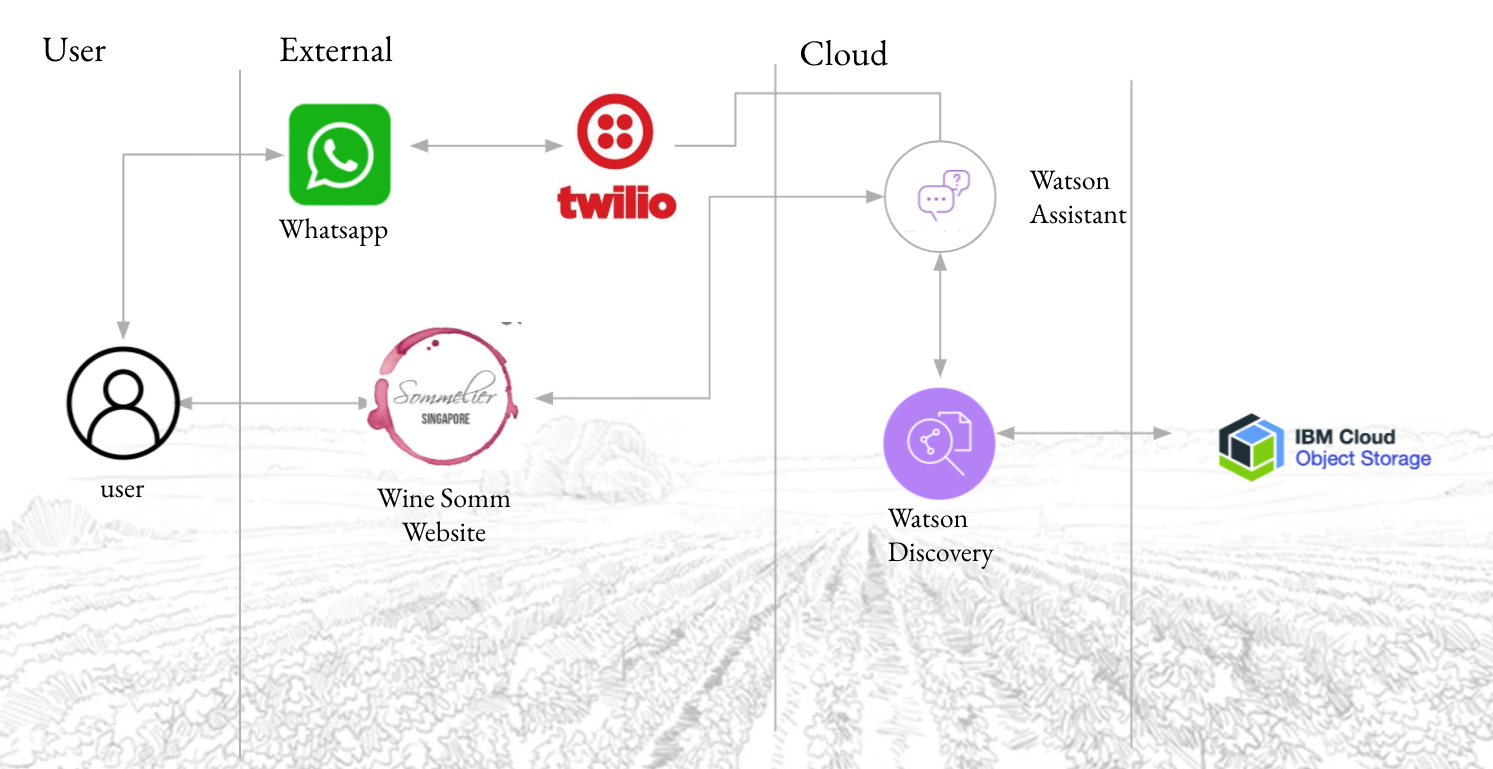 User
External
Cloud
Whatsapp
twilio
Watson
Assistant
user
Sommelier
SINGAPORE
Wine Somm
Website
Watson
Discovery
IBM Cloud
Object Storage